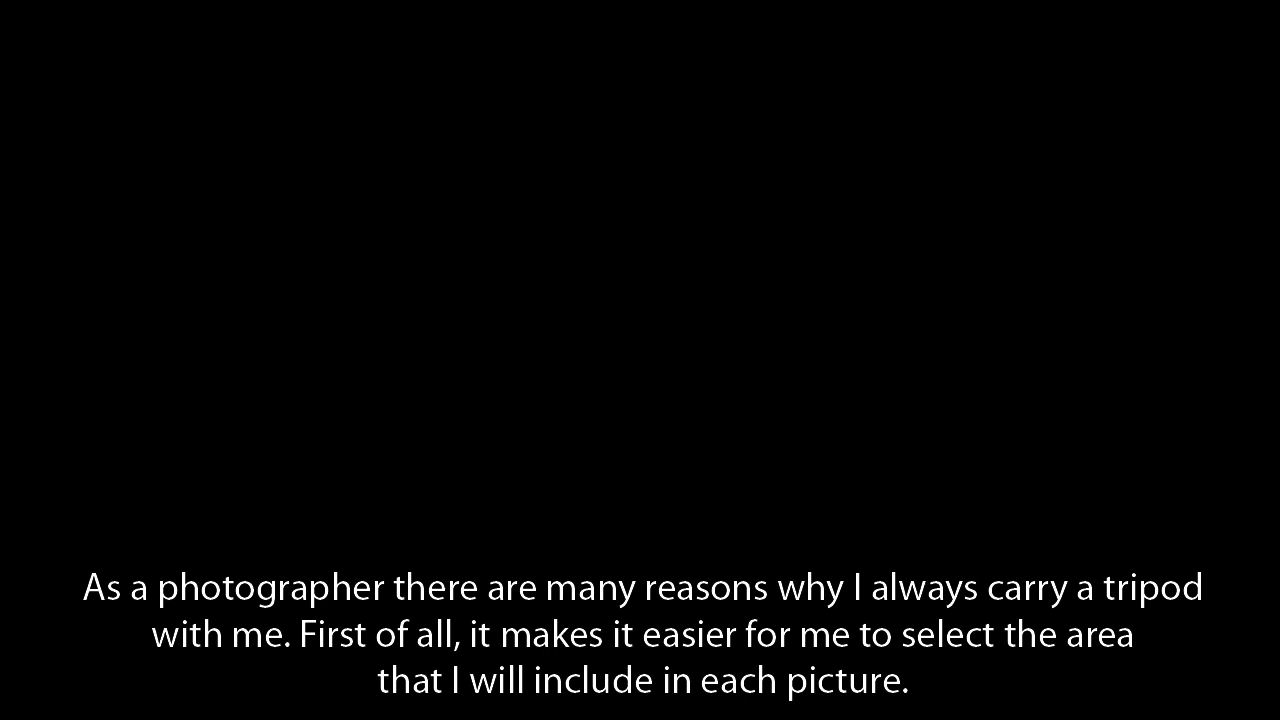 As a photographer there are many reasons why I always carry a tripod
with me. First of all, it makes it easier for me to select the area
that I will include in each picture.